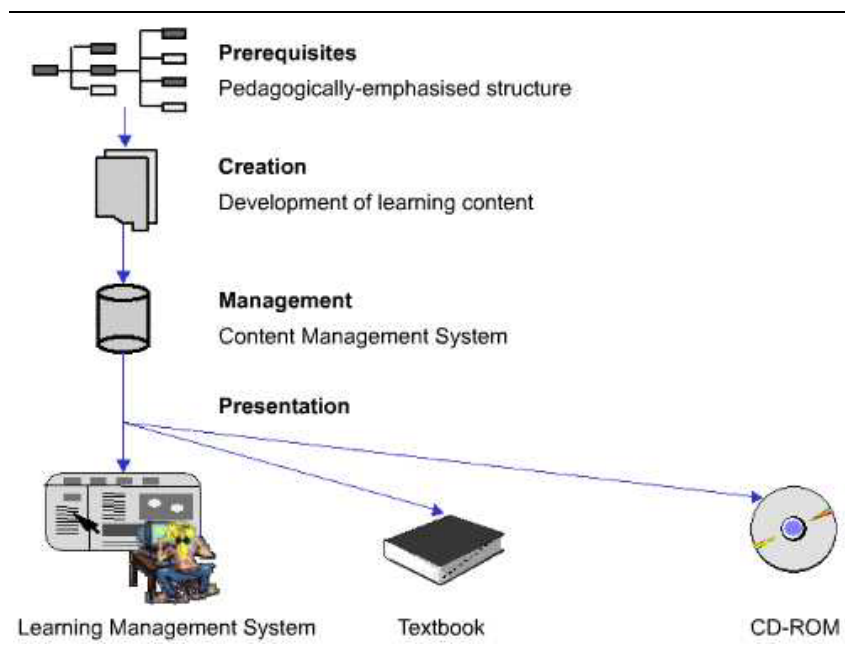 Prerequisites
Pedagogically-emphasised structure
Creation
Development of learning content
Management
Content Management System
Presentation
Learning Management System
Textbook
CD-ROM